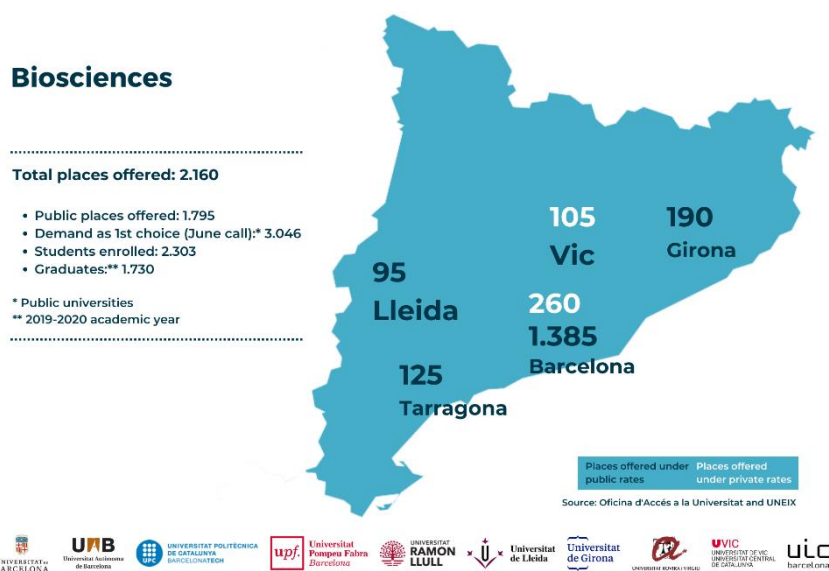 Biosciences
Total places offered: 2.160
• Public places offered: 1.795
• Demand as 1st choice (June call):* 3.046
• Students enrolled: 2.303
• Graduates:** 1.730
* Public universities
** 2019-2020 academic year
105
Vic
190
Girona
95
Lleida
260
1.385
Barcelona
125
Tarragona
Places offered under
public rates
Places offered
under private rates
Source: Oficina d'Accés a la Universitat and UNEIX
UAB
Universitat Autònoma
de Barcelona
UPC
UNIVERSITAT POLITÈCNICA
DE CATALUNYA
BARCELONATECH
upf.
Universitat
Pompeu Fabra
Barcelona
UNIVERSITAT
RAMON
LLULL
Universitat
de Lleida
Universitat
de Girona
UNIVERSITAT ROVIRA I VIRGILI
UVIC
UNIVERSITAT DE VIC
UNIVERSITAT CENTRAL
DE CATALUNYA
uic
barcelona